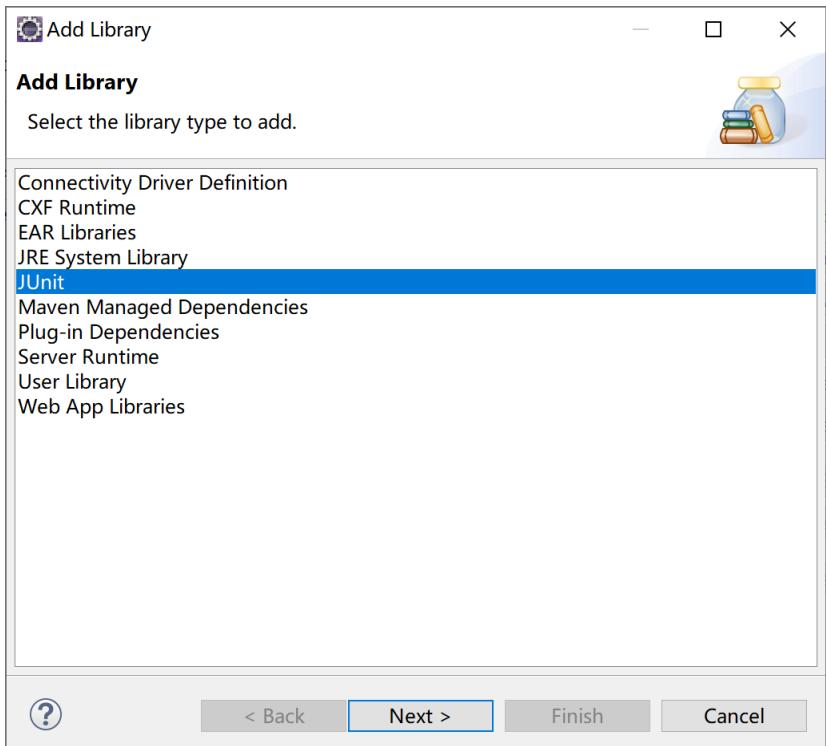 Add Library
Add Library
Select the library type to add.
Connectivity Driver Definition
CXF Runtime
EAR Libraries
JRE System Library
JUnit
Maven Managed Dependencies
Plug-in Dependencies
Server Runtime
User Library
Web App Libraries
? < Back Next > Finish Cancel